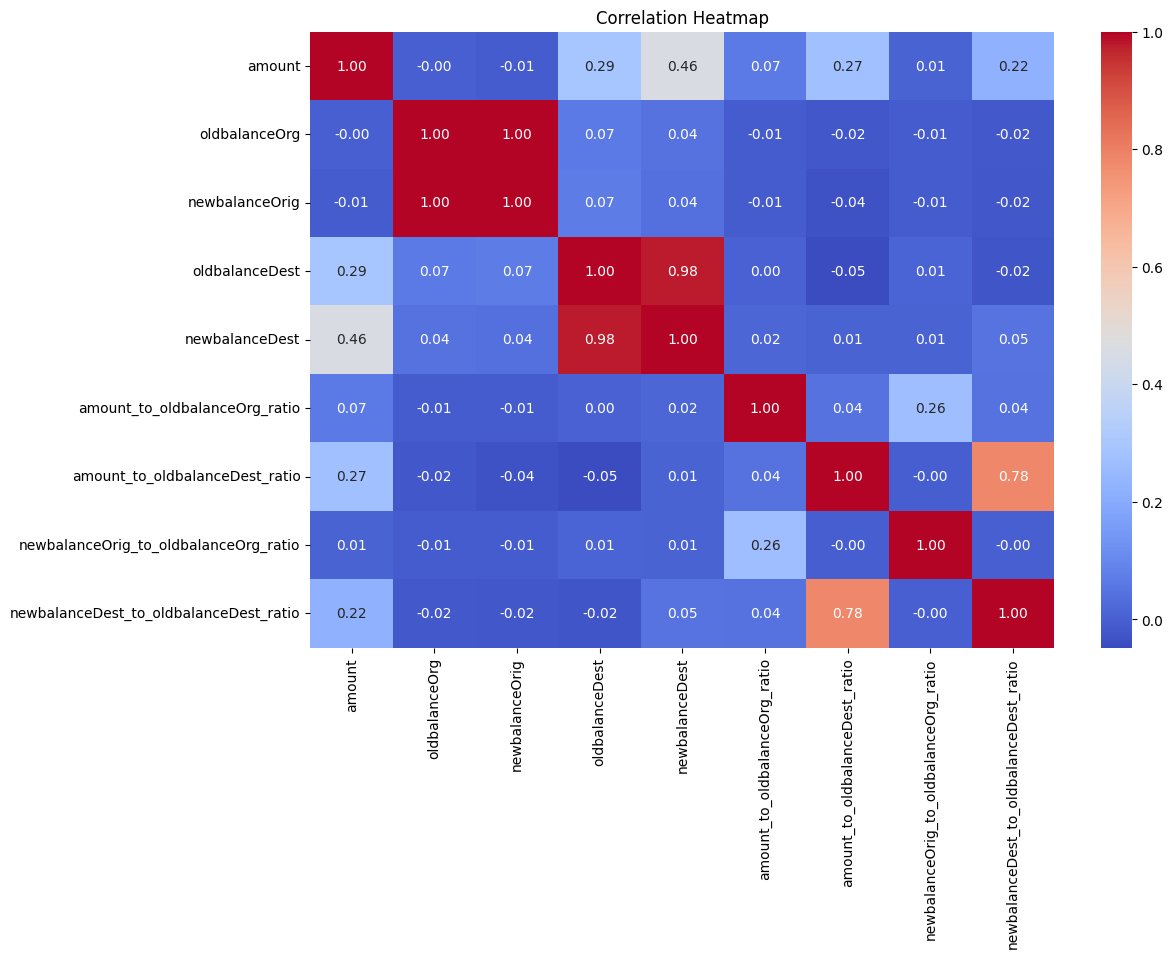 Correlation Heatmap
amount 1.00 -0.00 -0.01 0.29 0.46 0.07 0.27 0.01 0.22
oldbalanceOrg -0.00 1.00 1.00 0.07 0.04 -0.01 -0.02 -0.01 -0.02
newbalanceOrig -0.01 1.00 1.00 0.07 0.04 -0.01 -0.04 -0.01 -0.02
oldbalanceDest 0.29 0.07 0.07 1.00 0.98 0.00 -0.05 0.01 -0.02
newbalanceDest 0.46 0.04 0.04 0.98 1.00 0.02 0.01 0.01 0.05
amount_to_oldbalanceOrg_ratio 0.07 -0.01 -0.01 0.00 0.02 1.00 0.04 0.26 0.04
amount_to_oldbalanceDest_ratio 0.27 -0.02 -0.04 -0.05 0.01 0.04 1.00 -0.00 0.78
newbalanceOrig_to_oldbalanceOrg_ratio 0.01 -0.01 -0.01 0.01 0.01 0.26 -0.00 1.00 -0.00
newbalanceDest_to_oldbalanceDest_ratio 0.22 -0.02 -0.02 -0.02 0.05 0.04 0.78 -0.00 1.00
amount
oldbalanceOrg
newbalanceOrig
oldbalanceDest
newbalanceDest
amount_to_oldbalanceOrg_ratio
amount_to_oldbalanceDest_ratio
newbalanceOrig_to_oldbalanceOrg_ratio
newbalanceDest_to_oldbalanceDest_ratio
1.0
0.8
0.6
0.4
0.2
0.0